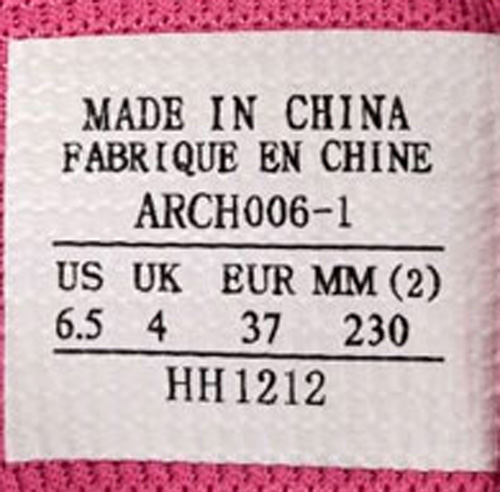 MADE IN CHINA
FABRIQUE EN CHINE
ARCH006-1
US UK EUR MM (2)
6.5 4 37 230
HH1212